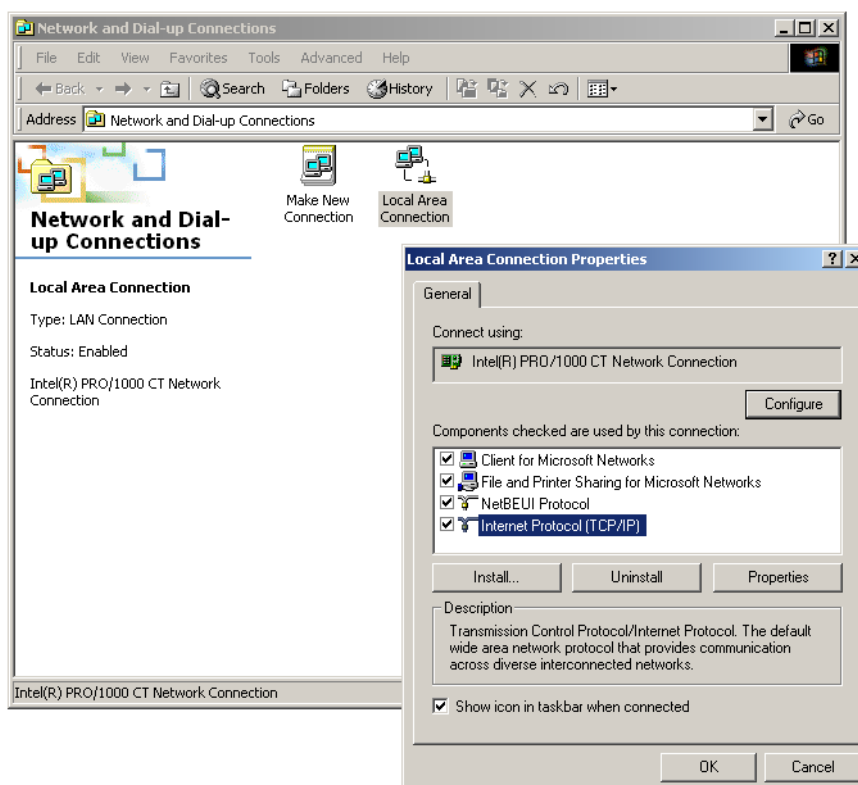 Network and Dial-up Connections
File Edit View Favorites Tools Advanced Help
Back Search Folders History
Address Network and Dial-up Connections Go
Make New
Connection
Local Area
Connection
Network and Dial-
up Connections
Local Area Connection
Type: LAN Connection
Status: Enabled
Intel(R) PRO/1000 CT Network
Connection
Intel(R) PRO/1000 CT Network Connection
Local Area Connection Properties
General
Connect using:
Intel(R) PRO/1000 CT Network Connection
Configure
Components checked are used by this connection:
Client for Microsoft Networks
File and Printer Sharing for Microsoft Networks
NetBEUI Protocol
Internet Protocol (TCP/IP)
Install... Uninstall Properties
Description
Transmission Control Protocol/Internet Protocol. The default
wide area network protocol that provides communication
across diverse interconnected networks.
Show icon in taskbar when connected
OK Cancel